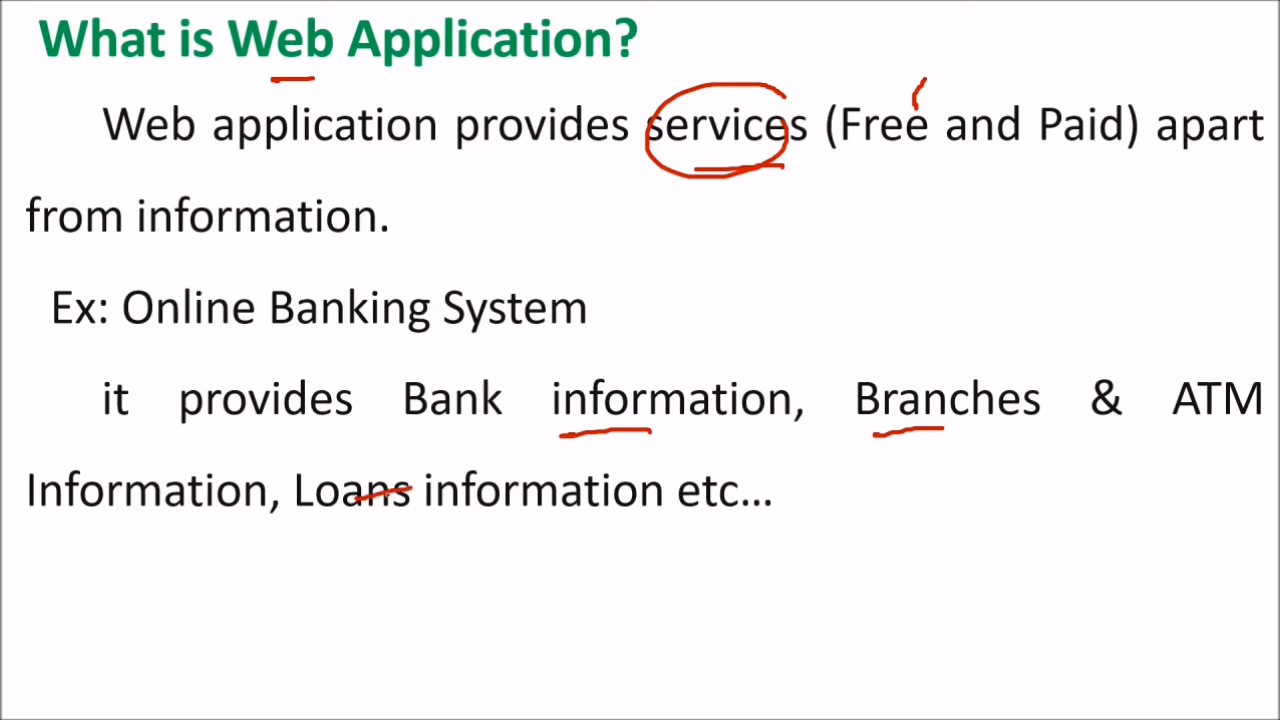 What is Web Application?
Web application provides services (Free and Paid) apart
from information.
Ex: Online Banking System
it provides Bank information, Branches & ATM
Information, Loans information etc...